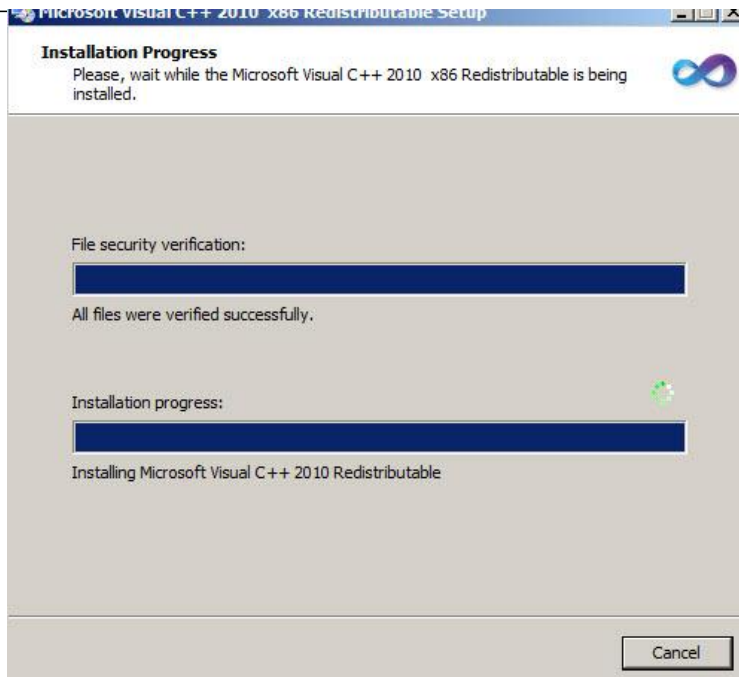 Microsoft Visual C++ 2010 x86 Redistributable Setup
Installation Progress
Please, wait while the Microsoft Visual C++ 2010 x86 Redistributable is being
installed.
File security verification:
All files were verified successfully.
Installation progress:
Installing Microsoft Visual C++ 2010 Redistributable
Cancel